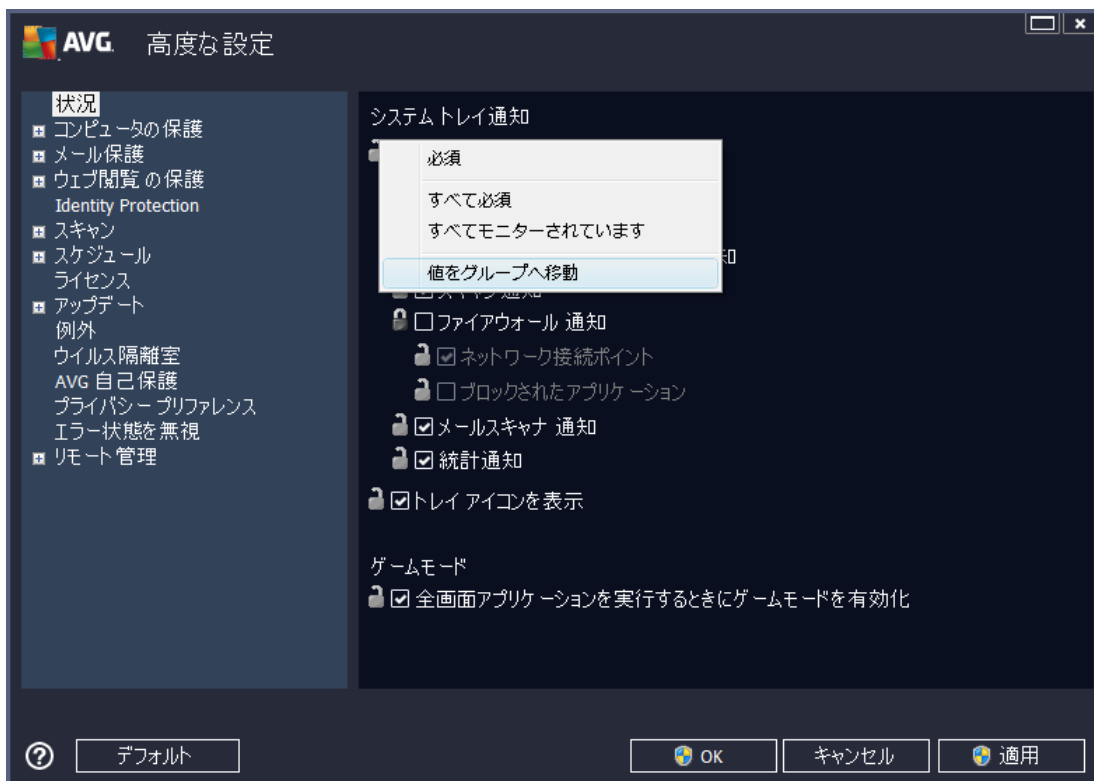 AVG. 高度な設定
状況
コンピュータの保護
メール保護
ウェブ閲覧 の保護
Identity Protection
スキャン
スケジュール
ライセンス
アップデート
例外
ウイルス隔離室
AVG 自己保護
プライバシー プリファレンス
エラー状態を無視
リモート管理
システムトレイ通知
必須
すべて必須
すべてモニターされています
値をグループへ移動
知
スキャン通知
ファイアウォール 通知
ネットワーク接続ポイント
ブロックされたアプリケーション
メールスキャナ 通知
統計通知
トレイ アイコンを表示
ゲームモード
全画面アプリケーションを実行するときにゲームモードを有効化
デフォルト
OK
キャンセル
適用